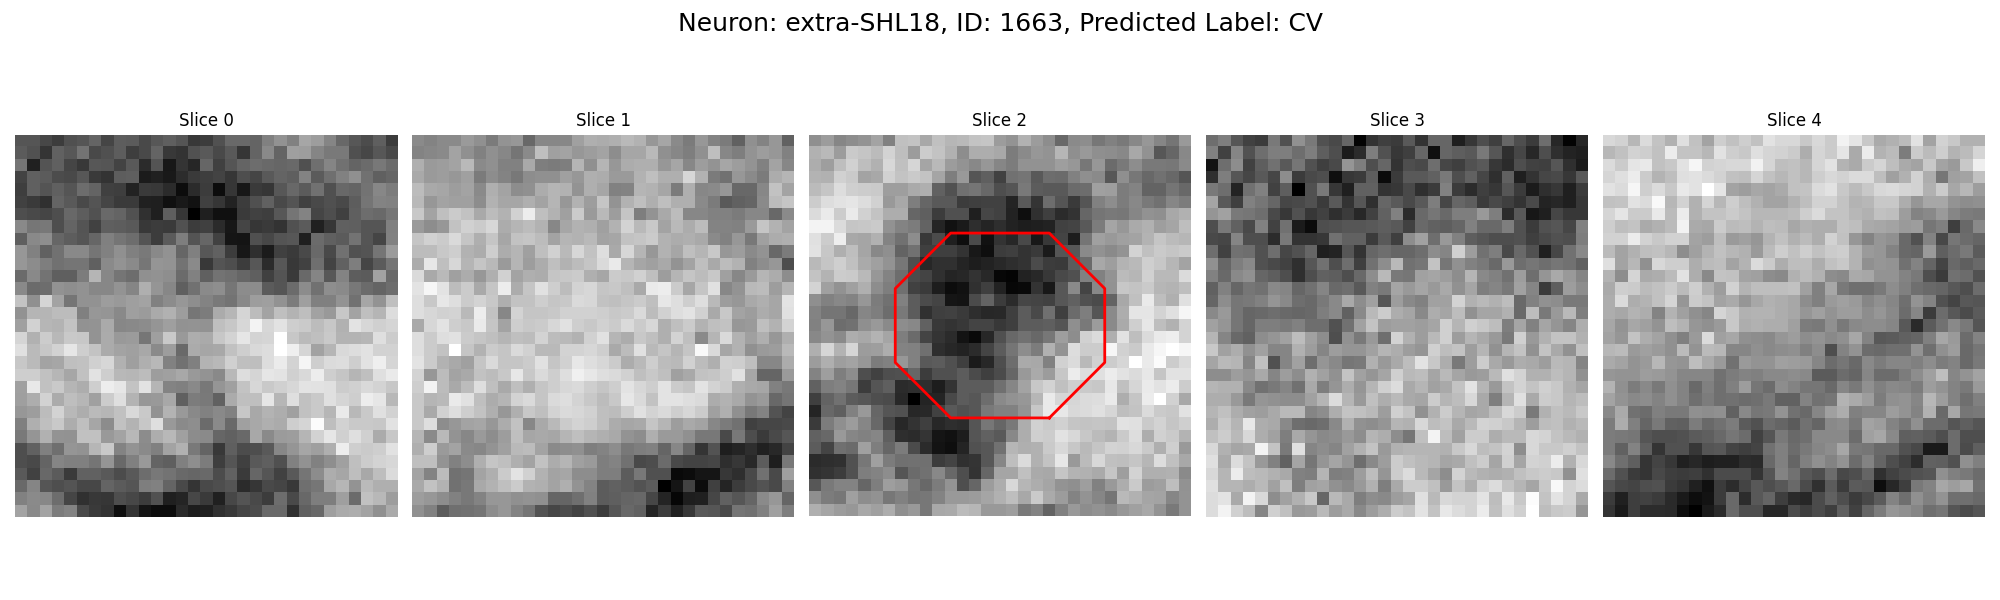 Neuron: extra-SHL18, ID: 1663, Predicted Label: CV
Slice 0
Slice 1
Slice 2
Slice 3
Slice 4